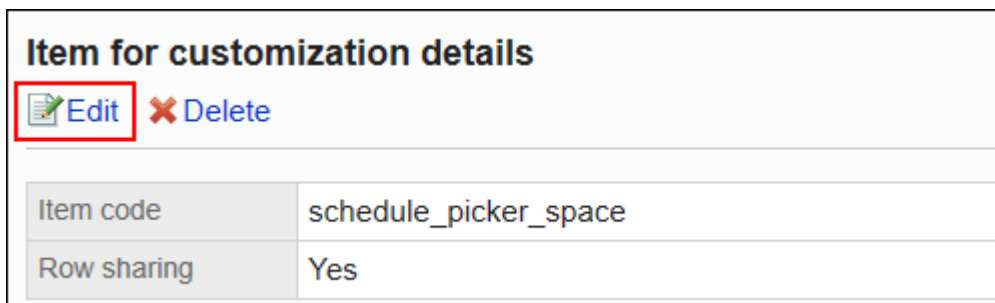 Item for customization details
Edit Delete
Item code schedule_picker_space
Row sharing Yes